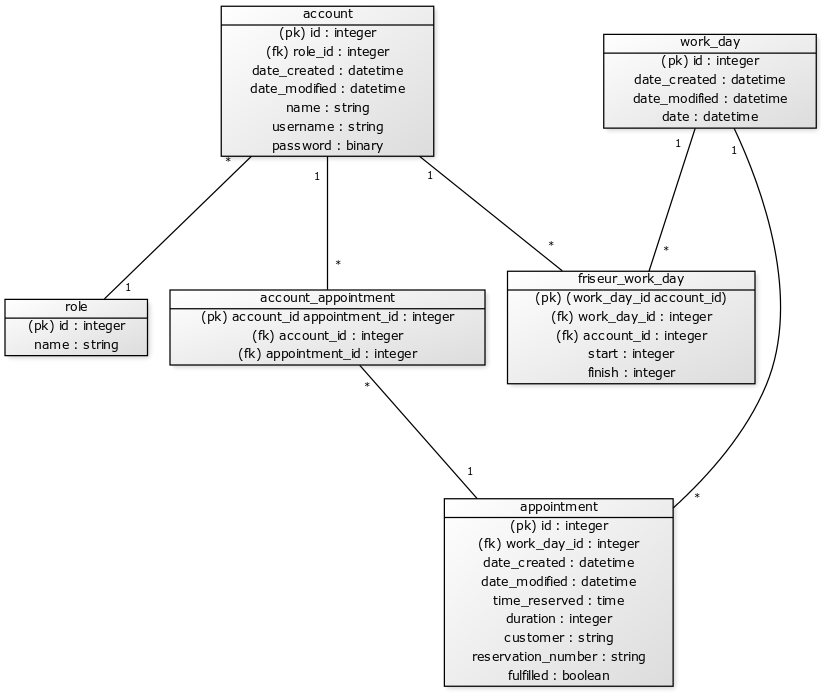 account
(pk) id : integer
(fk) role_id : integer
date_created : datetime
date_modified : datetime
name : string
username : string
password : binary
work_day
(pk) id : integer
date_created : datetime
date_modified : datetime
date : datetime
*
1
1
1
1
1
*
*
*
role
(pk) id : integer
name : string
account_appointment
(pk) account_id appointment_id : integer
(fk) account_id : integer
(fk) appointment_id : integer
friseur_work_day
(pk) (work_day_id account_id)
(fk) work_day_id : integer
(fk) account_id : integer
start : integer
finish : integer
*
1
*
appointment
(pk) id : integer
(fk) work_day_id : integer
date_created : datetime
date_modified : datetime
time_reserved : time
duration : integer
customer : string
reservation_number : string
fulfilled : boolean